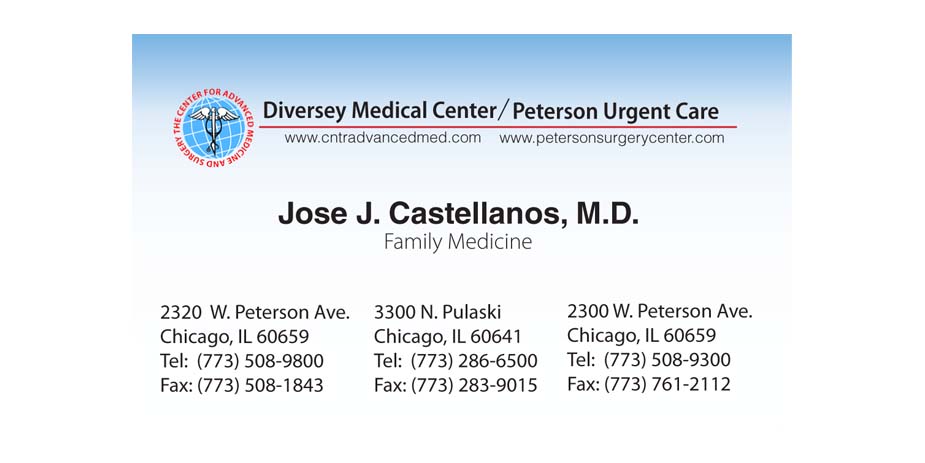 THE CENTER FOR ADVANCED MEDICINE AND SURGERY
Diversey Medical Center/ Peterson Urgent Care
www.cntradvancedmed.com www.petersonsurgerycenter.com
Jose J. Castellanos, M.D.
Family Medicine
2320 W. Peterson Ave.
Chicago, IL 60659
Tel: (773) 508-9800
Fax: (773) 508-1843
3300 N. Pulaski
Chicago, IL 60641
Tel: (773) 286-6500
Fax: (773) 283-9015
2300 W. Peterson Ave.
Chicago, IL 60659
Tel: (773) 508-9300
Fax: (773) 761-2112